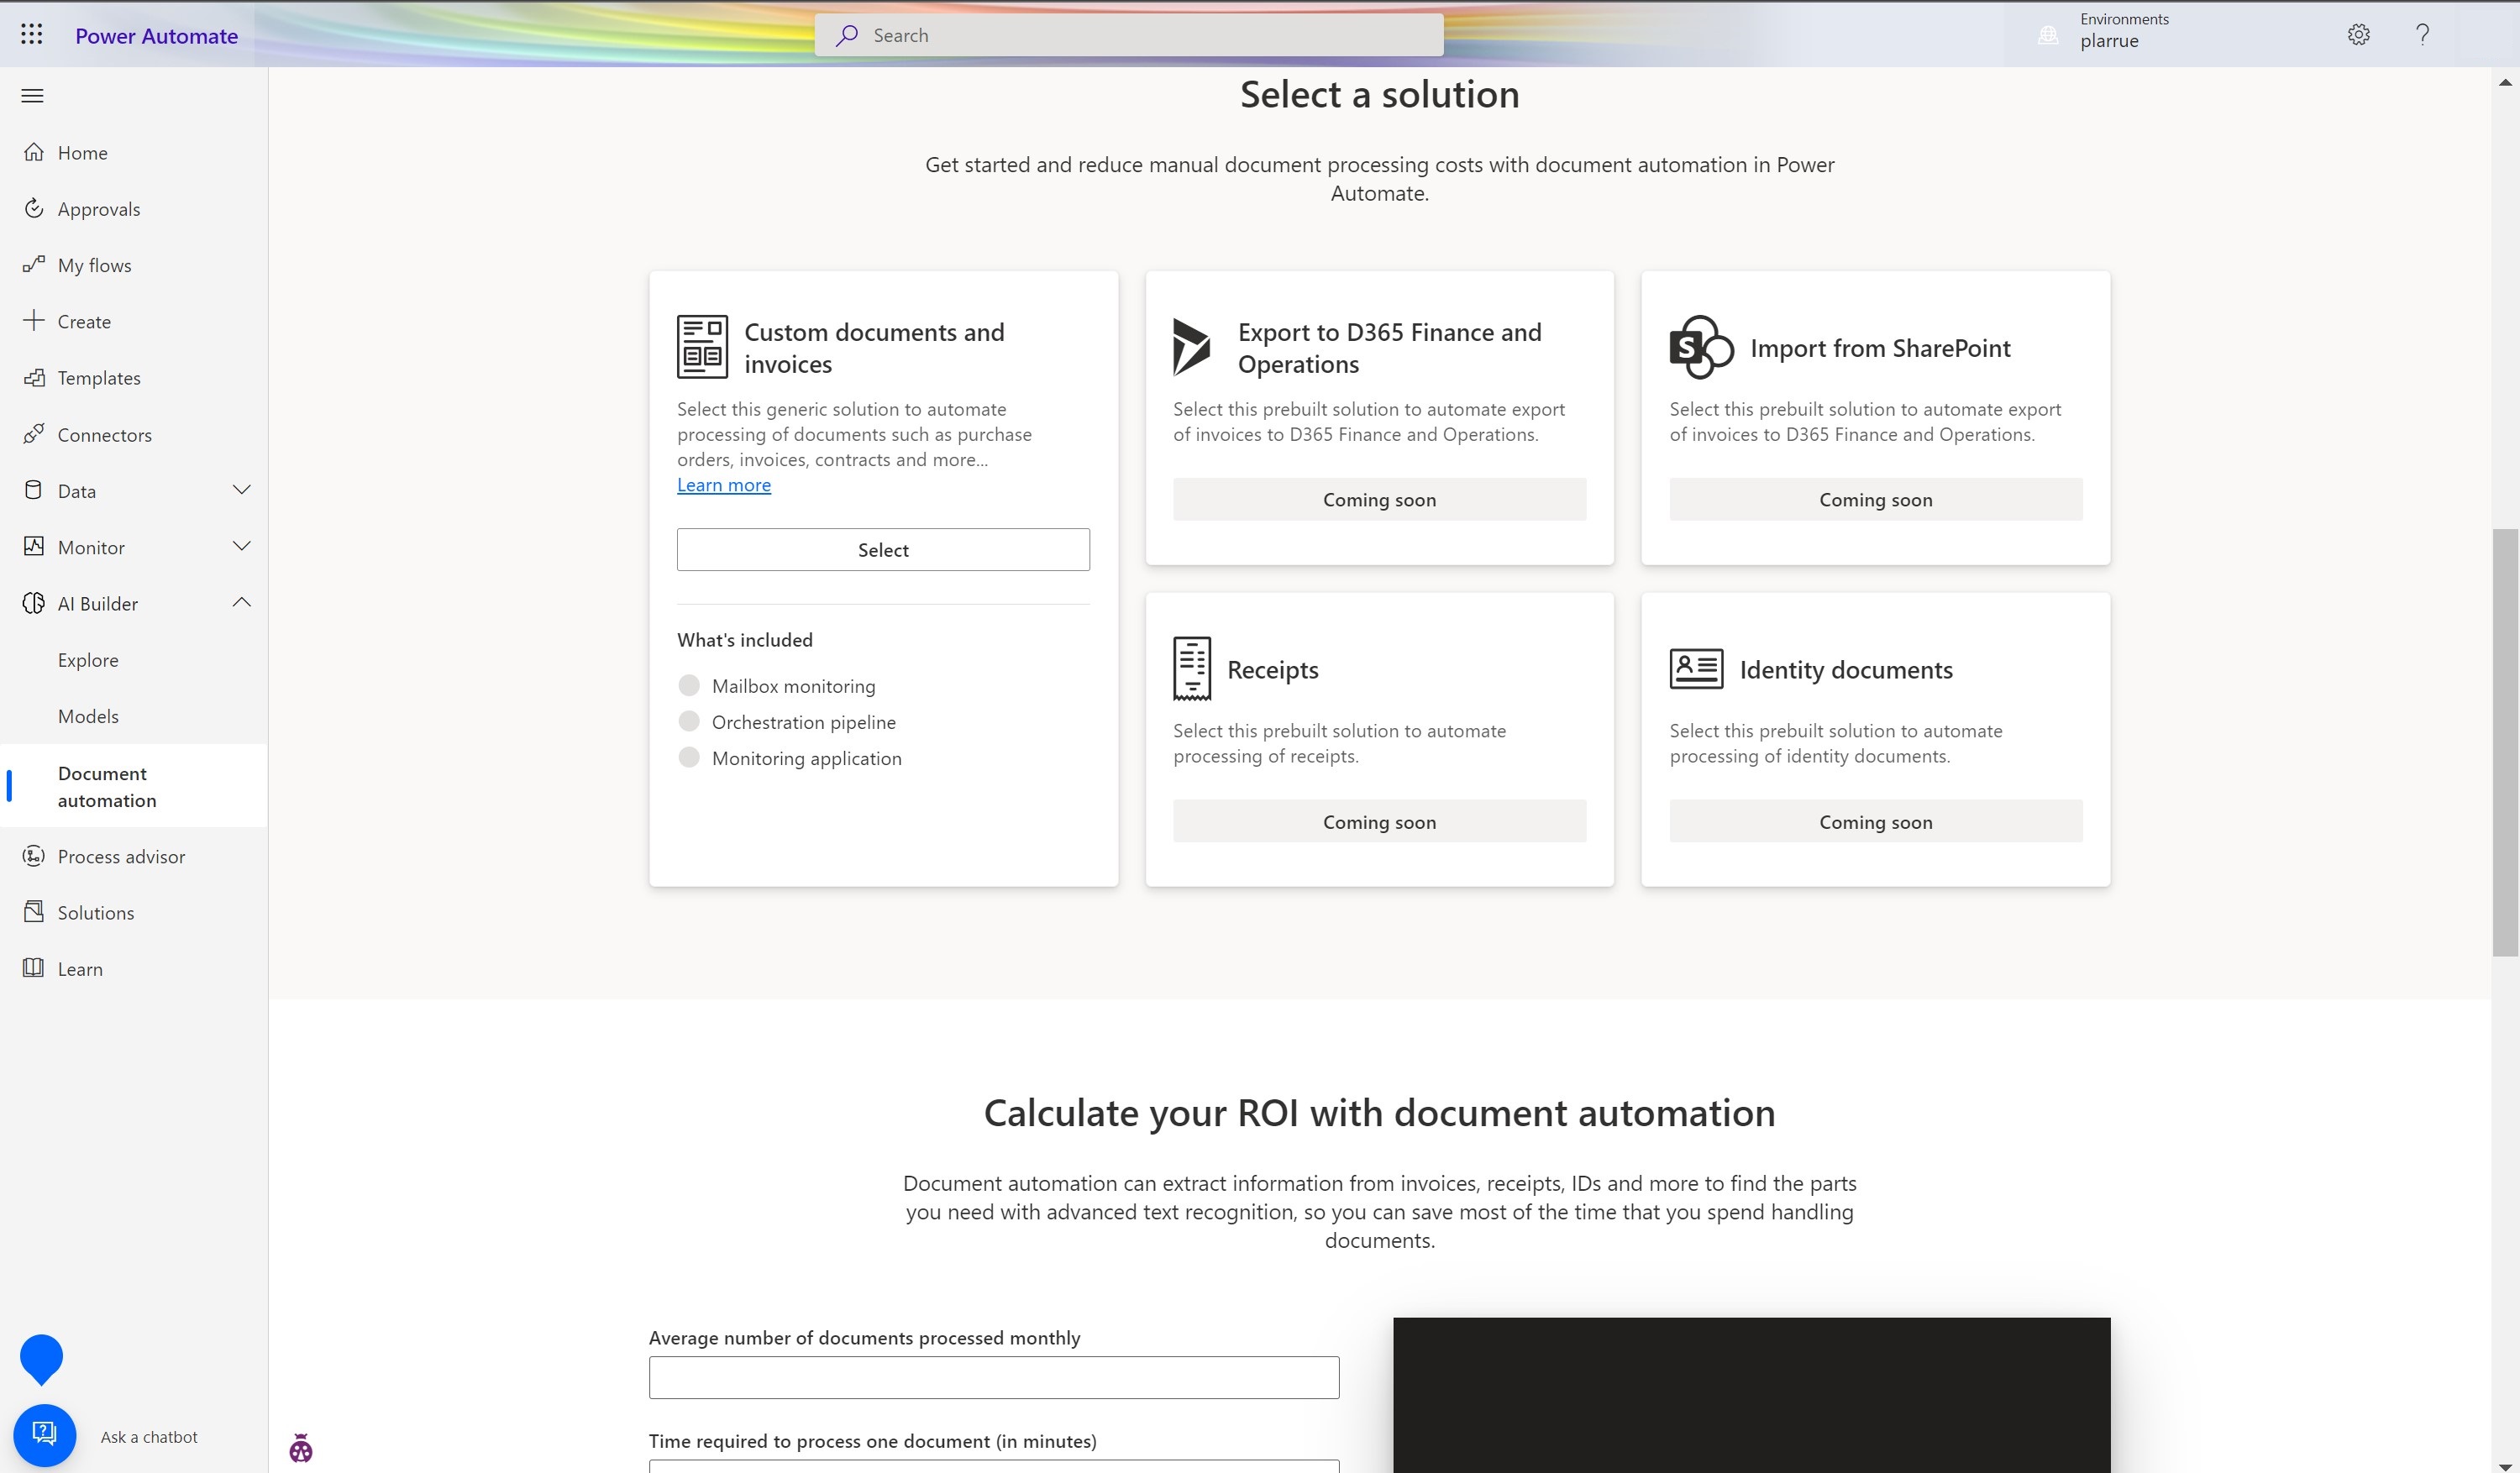 Power Automate
Search
Environments
plarrue
Home
Approvals
My flows
Create
Templates
Connectors
Data
Monitor
AI Builder
Explore
Models
Document
automation
Process advisor
Solutions
Learn
Ask a chatbot
Select a solution
Get started and reduce manual document processing costs with document automation in Power
Automate.
Custom documents and
invoices
Select this generic solution to automate
processing of documents such as purchase
orders, invoices, contracts and more...
Learn more
Select
What's included
Mailbox monitoring
Orchestration pipeline
Monitoring application
Export to D365 Finance and
Operations
Select this prebuilt solution to automate export
of invoices to D365 Finance and Operations.
Coming soon
S
Import from SharePoint
Select this prebuilt solution to automate export
of invoices to D365 Finance and Operations.
Coming soon
Receipts
Select this prebuilt solution to automate
processing of receipts.
Coming soon
Identity documents
Select this prebuilt solution to automate
processing of identity documents.
Coming soon
Calculate your ROI with document automation
Document automation can extract information from invoices, receipts, IDs and more to find the parts
you need with advanced text recognition, so you can save most of the time that you spend handling
documents.
Average number of documents processed monthly
Time required to process one document (in minutes)